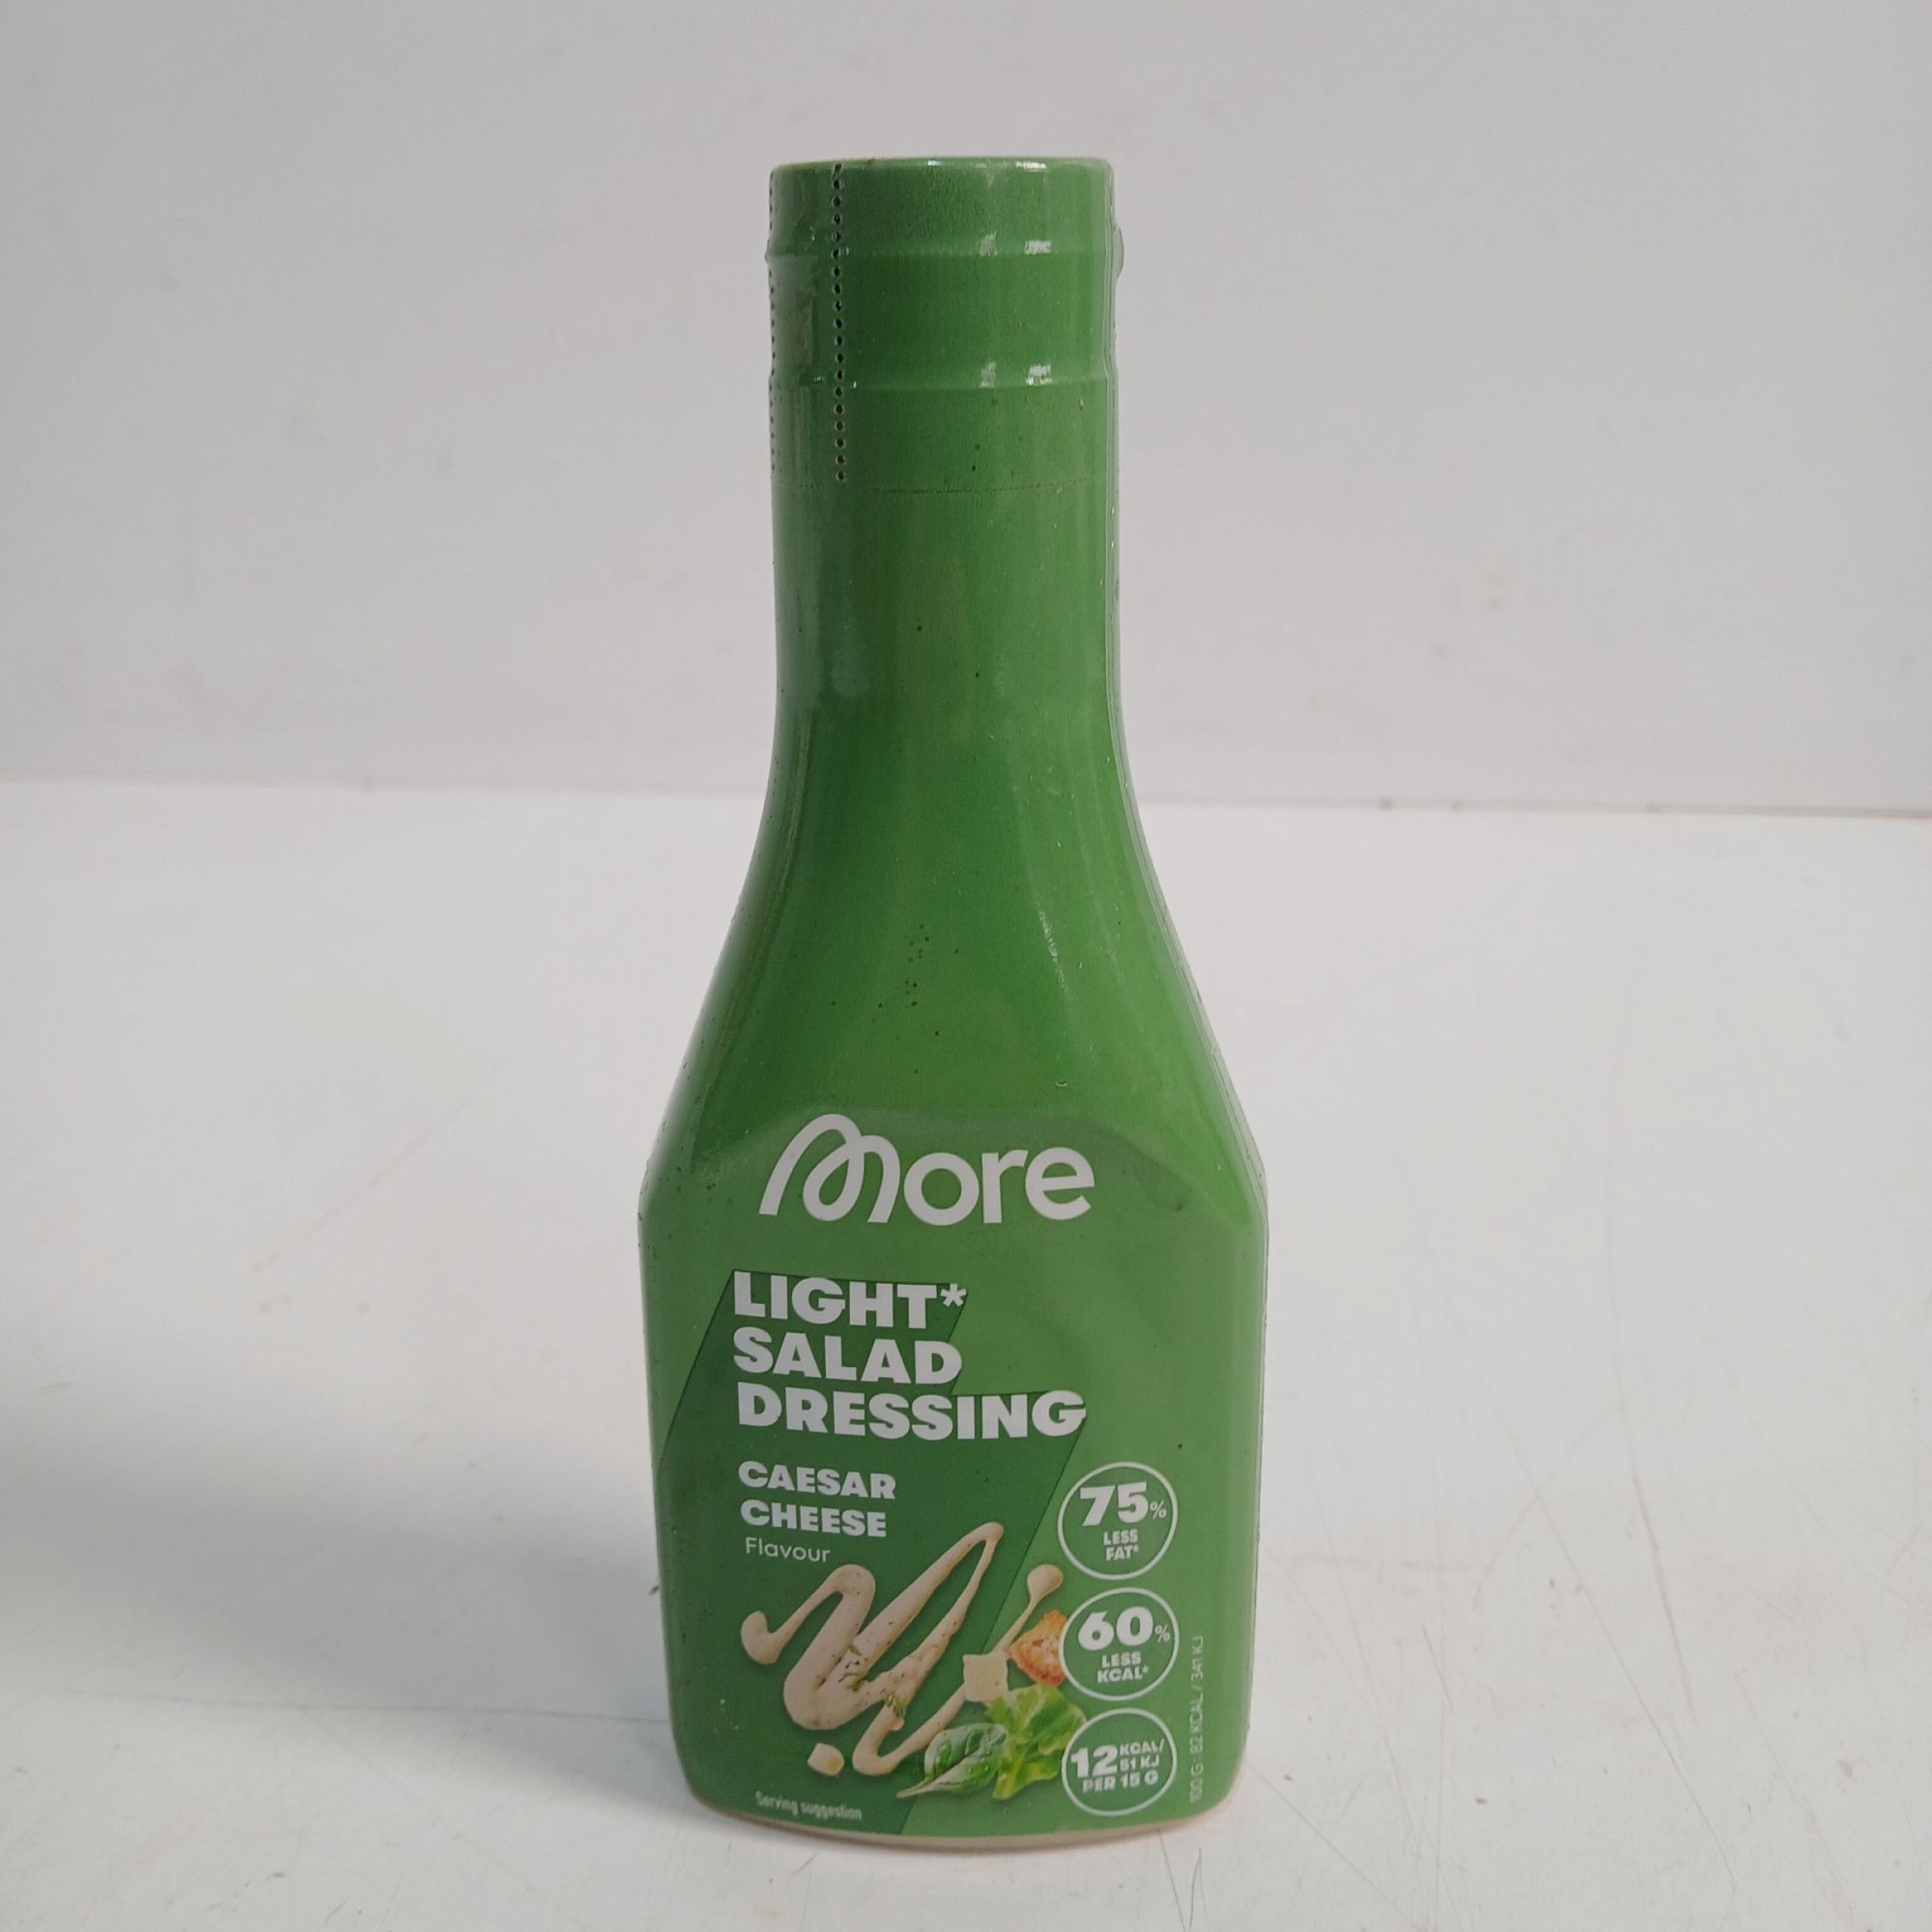 More
LIGHT*
SALAD
DRESSING
CAESAR
CHEESE
Flavour
75%
LESS
FAT*
60%
LESS
KCAL*
12 KCAL/
51 KJ
PER 15 G
100 G: 82 KCAL / 341 KJ
Serving suggestion